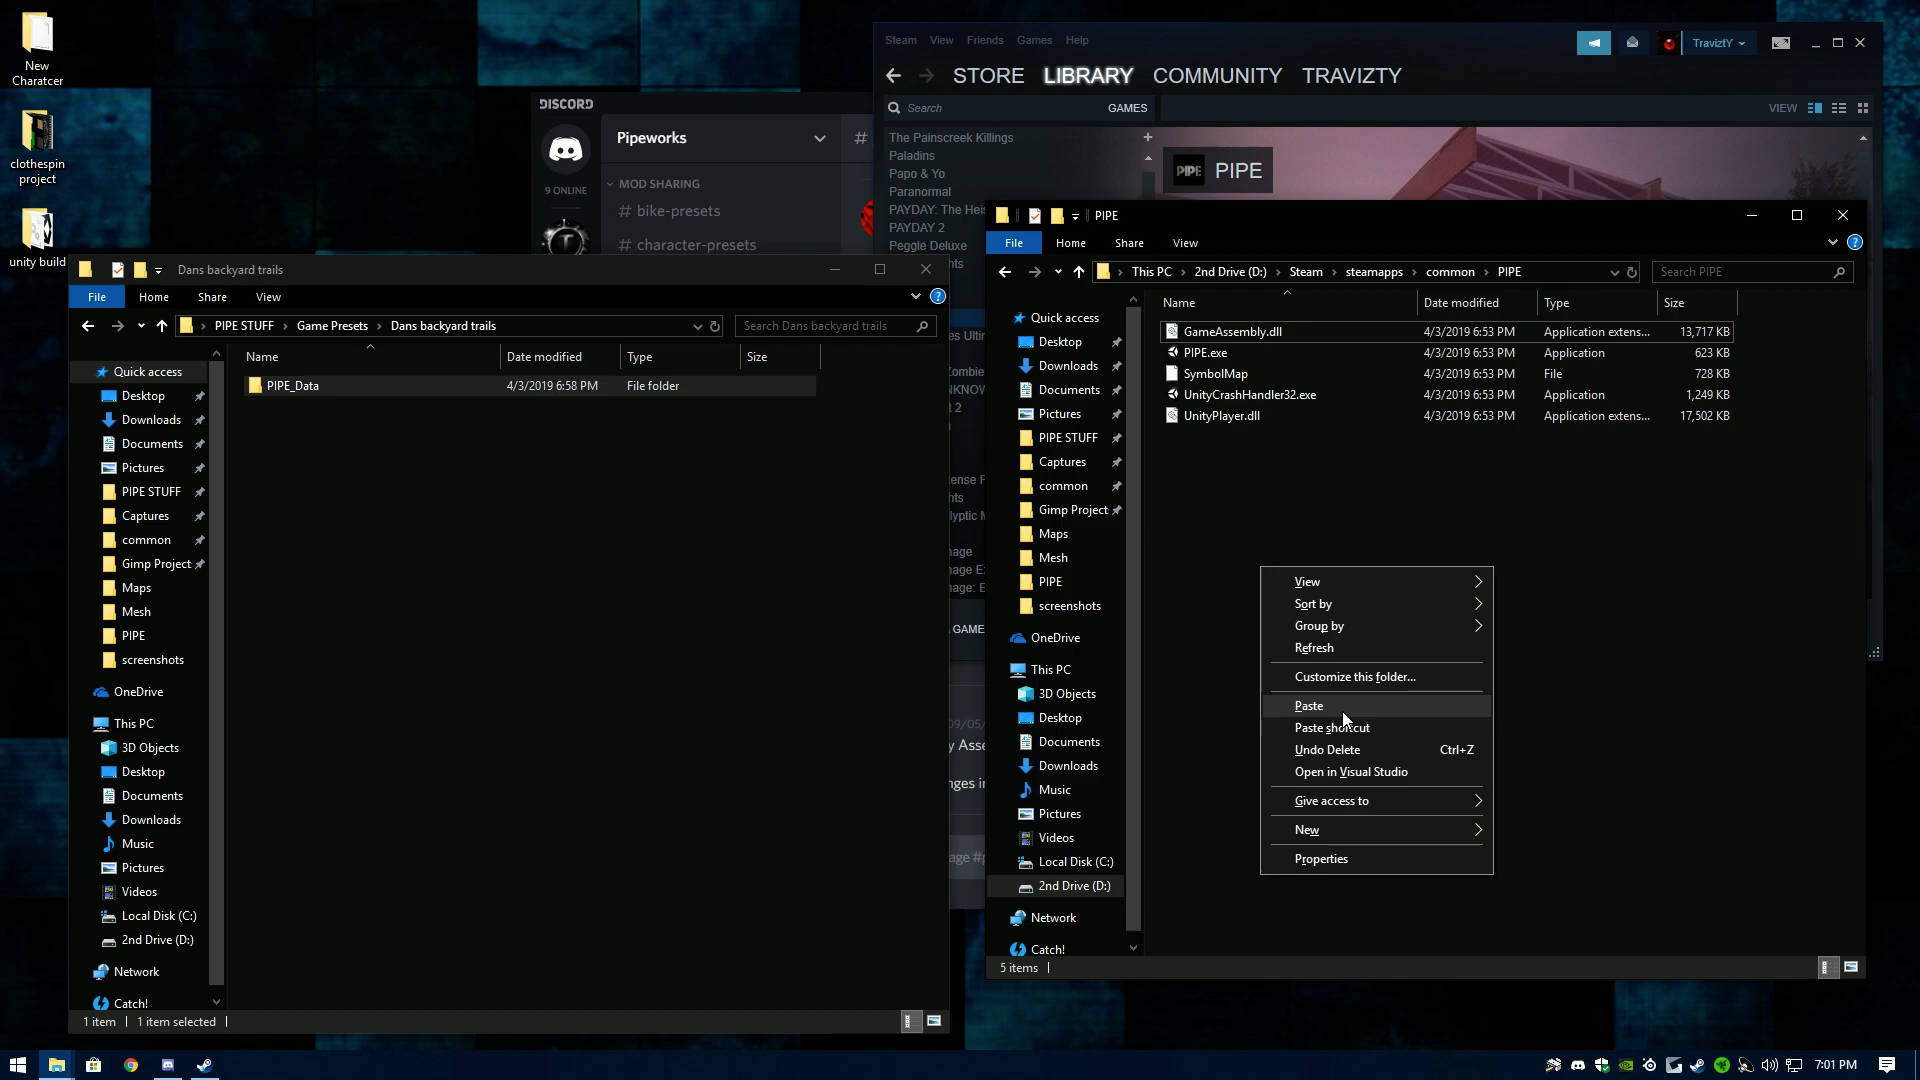 New
Charatcer
clothespin
project
unity build
DISCORD
Pipeworks
9 ONLINE
MOD SHARING
# bike-presets
# character-presets
Steam View Friends Games Help
TraviztY
STORE LIBRARY COMMUNITY TRAVIZTY
Search
GAMES
VIEW
The Painscreek Killings
Paladins
Papo & Yo
Paranormal
PAYDAY: The Heis
PAYDAY 2
Peggle Deluxe
PIPE
PIPE
GAME
Dans backyard trails
File Home Share View
PIPE STUFF > Game Presets > Dans backyard trails
Search Dans backyard trails
Name Date modified Type Size
PIPE_Data 4/3/2019 6:58 PM File folder
Quick access
Desktop
Downloads
Documents
Pictures
PIPE STUFF
Captures
common
Gimp Project
Maps
Mesh
PIPE
screenshots
OneDrive
This PC
3D Objects
Desktop
Documents
Downloads
Music
Pictures
Videos
Local Disk (C:)
2nd Drive (D:)
Network
Catch!
1 item 1 item selected
PIPE
File Home Share View
This PC > 2nd Drive (D:) > Steam > steamapps > common > PIPE
Search PIPE
Name Date modified Type Size
GameAssembly.dll 4/3/2019 6:53 PM Application extens... 13,717 KB
PIPE.exe 4/3/2019 6:53 PM Application 623 KB
SymbolMap 4/3/2019 6:53 PM File 728 KB
UnityCrashHandler32.exe 4/3/2019 6:53 PM Application 1,249 KB
UnityPlayer.dll 4/3/2019 6:53 PM Application extens... 17,502 KB
Quick access
Desktop
Downloads
Documents
Pictures
PIPE STUFF
Captures
common
Gimp Project
Maps
Mesh
PIPE
screenshots
OneDrive
This PC
3D Objects
Desktop
Documents
Downloads
Music
Pictures
Videos
Local Disk (C:)
2nd Drive (D:)
Network
Catch!
5 items
View
Sort by
Group by
Refresh
Customize this folder...
Paste
Paste shortcut
Undo Delete Ctrl+Z
Open in Visual Studio
Give access to
New
Properties
7:01 PM